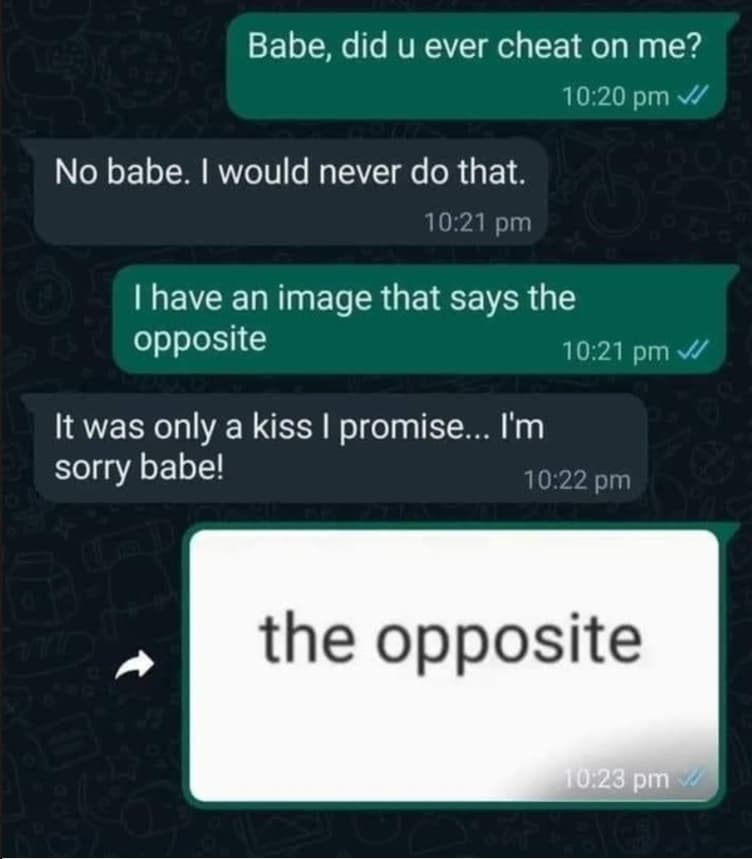 Babe, did u ever cheat on me?
10:20 pm
No babe. I would never do that.
10:21 pm
I have an image that says the
opposite
10:21 pm
It was only a kiss I promise... I'm
sorry babe!
10:22 pm
the opposite
10:23 pm